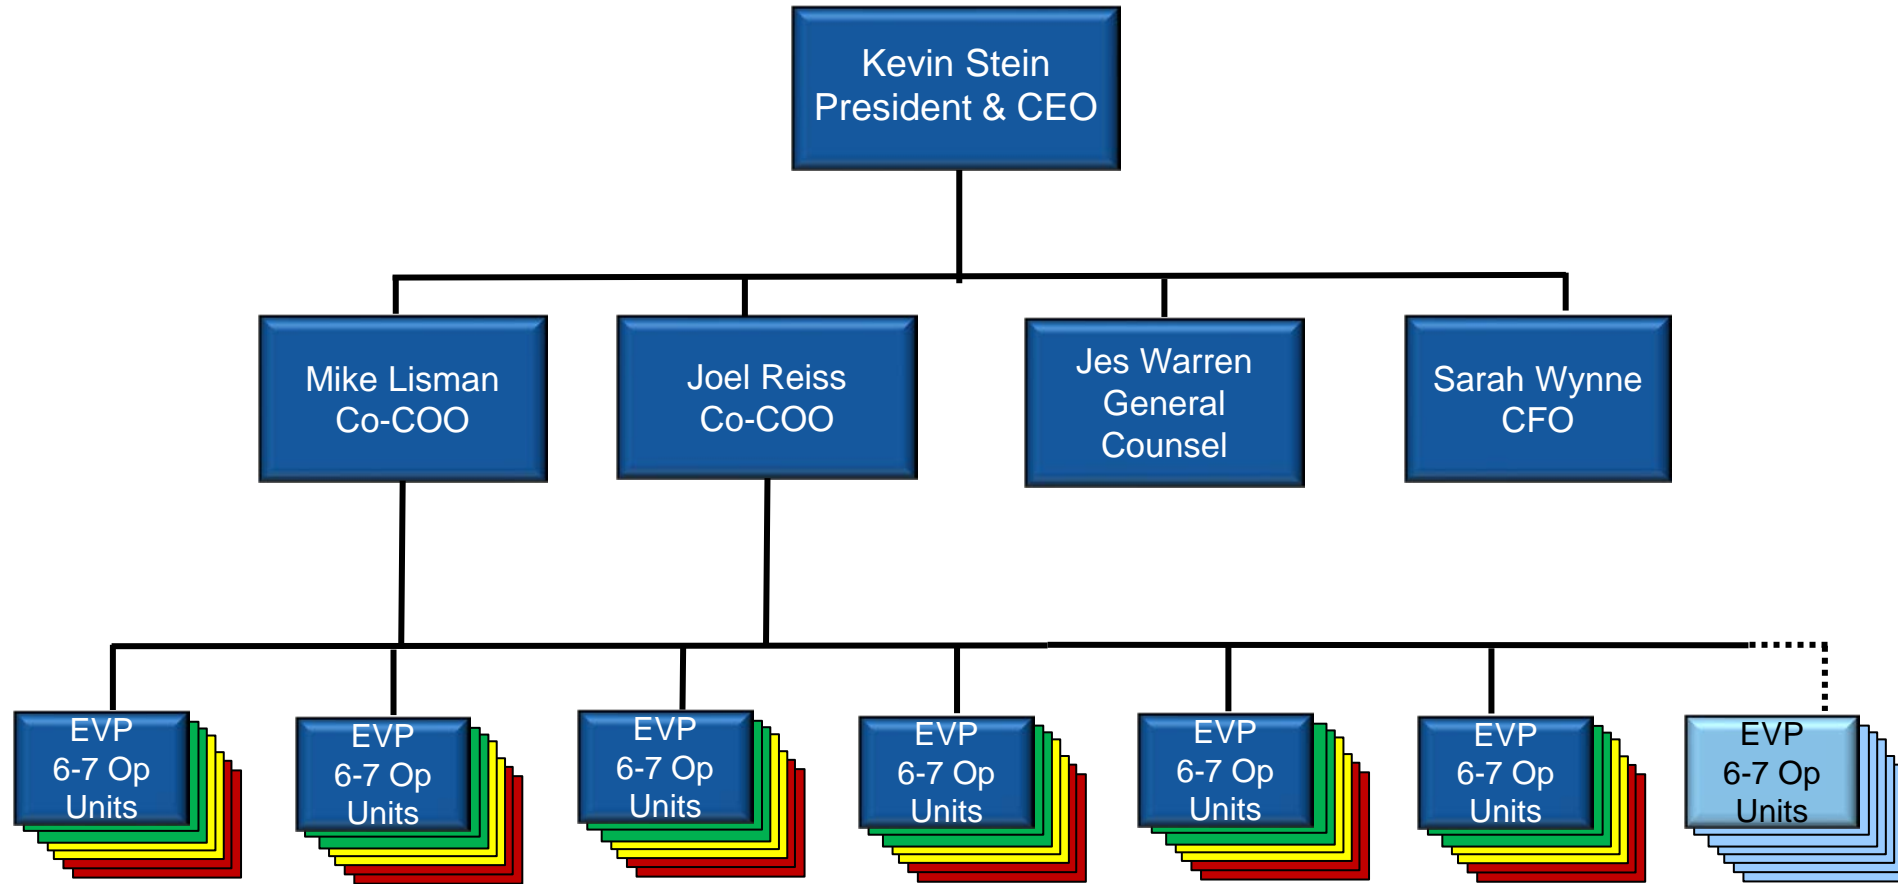 Kevin Stein
President & CEO
Mike Lisman
Co-COO
Joel Reiss
Co-COO
Jes Warren
General
Counsel
Sarah Wynne
CFO
EVP
6-7 Op
Units
EVP
6-7 Op
Units
EVP
6-7 Op
Units
EVP
6-7 Op
Units
EVP
6-7 Op
Units
EVP
6-7 Op
Units
EVP
6-7 Op
Units